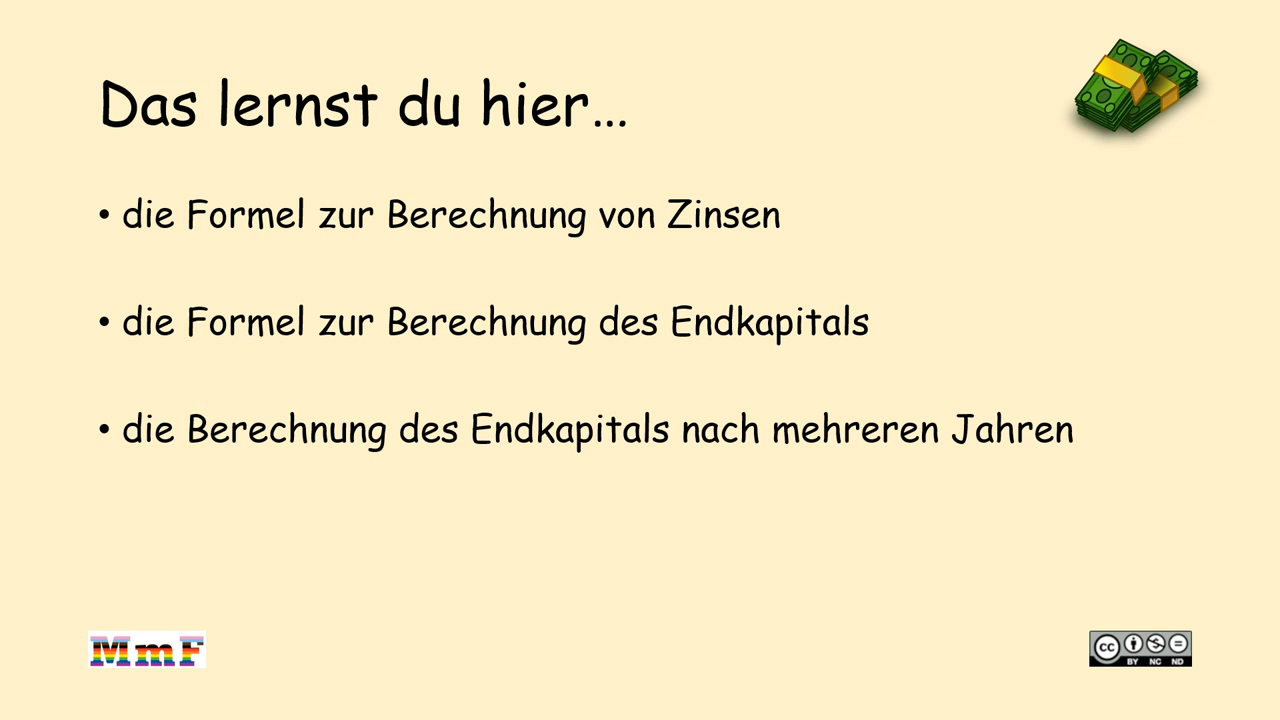 Das lernst du hier...
• die Formel zur Berechnung von Zinsen
• die Formel zur Berechnung des Endkapitals
• die Berechnung des Endkapitals nach mehreren Jahren
MmF
cc
BY NC ND